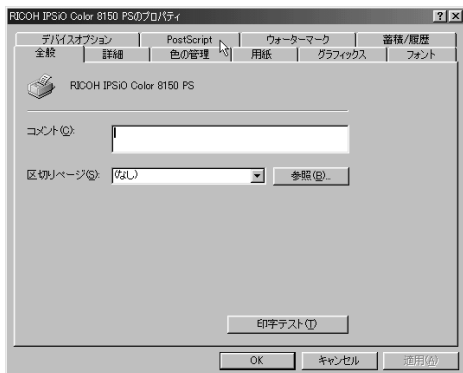 RICOH IPSiO Color 8150 PSのプロパティ
デバイスオプション PostScript ウォーターマーク 蓄積/履歴
全般 詳細 色の管理 用紙 グラフィックス フォント
RICOH IPSiO Color 8150 PS
コメント(C):
区切りページ(S): (なし) 参照(B)...
印字テスト(T)
OK キャンセル 適用(A)